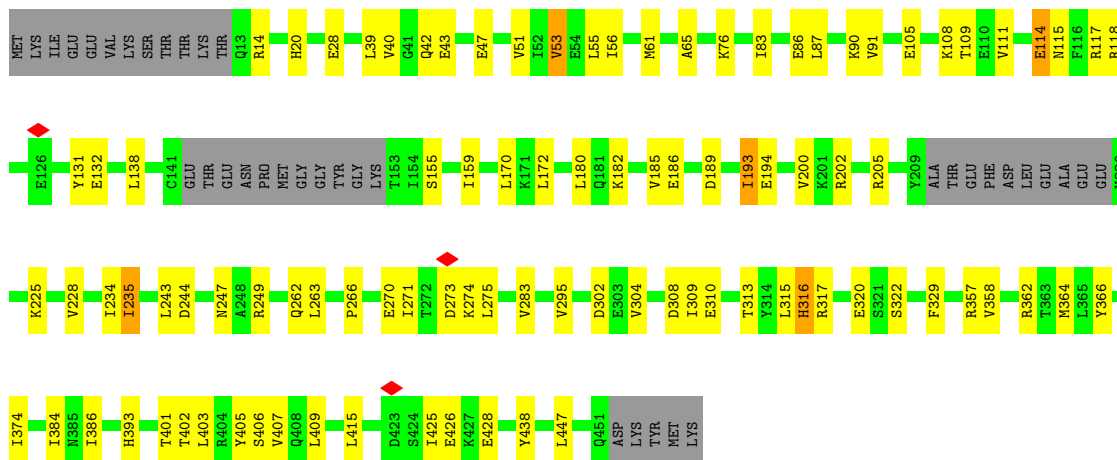 MET LYS ILE GLU GLU VAL LYS SER THR THR LYS THR Q13 R14 H20 E28 L39 V40 G41 Q42 E43 E47 V51 I52 V53 E54 L55 I56 M61 A65 K76 I83 E86 L87 K90 V91 E105 K108 T109 E110 V111 E114 N115 F116 R117 R118
E126 Y131 E132 L138 C141 GLU THR GLU ASN PRO MET GLY GLY TYR GLY LYS T153 I154 S155 I159 L170 K171 L172 L180 Q181 K182 V185 E186 D189 I193 E194 V200 K201 R202 R205 Y209 ALA THR GLU PHE ASP LEU GLU ALA GLU GLU
K225 V228 I234 I235 L243 D244 N247 A248 R249 Q262 L263 P266 E270 I271 T272 D273 K274 L275 V283 V295 D302 E303 V304 D308 I309 E310 T313 Y314 L315 H316 R317 E320 S321 S322 F329 R357 V358 R362 T363 M364 L365 Y366
I374 I384 N385 I386 H393 T401 T402 L403 R404 Y405 S406 V407 Q408 L409 L415 D423 S424 I425 E426 K427 E428 Y438 L447 Q451 ASP LYS TYR MET LYS